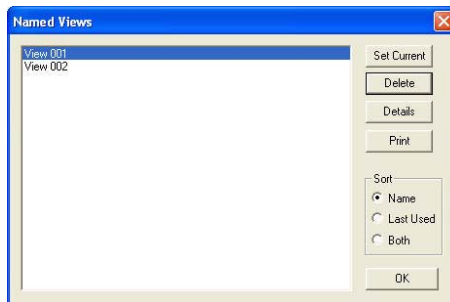 Named Views
View 001
View 002
Set Current
Delete
Details
Print
Sort
Name
Last Used
Both
OK